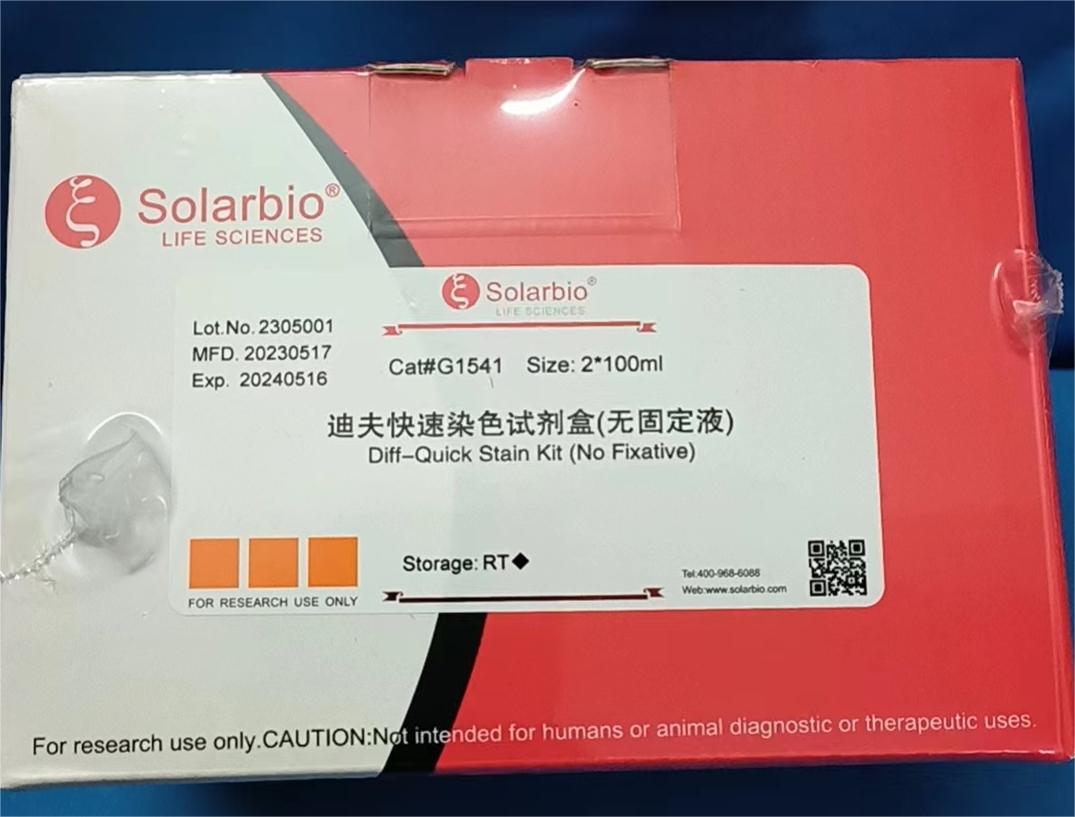 Solarbio®
LIFE SCIENCES
Solarbio®
LIFE SCIENCES
Lot.No. 2305001
MFD. 20230517
Exp. 20240516
Cat#G1541 Size: 2*100ml
迪夫快速染色试剂盒(无固定液)
Diff-Quick Stain Kit (No Fixative)
Storage: RT◆
FOR RESEARCH USE ONLY
Tel:400-968-6088
Web:www.solarbio.com
For research use only.CAUTION:Not intended for humans or animal diagnostic or therapeutic uses.